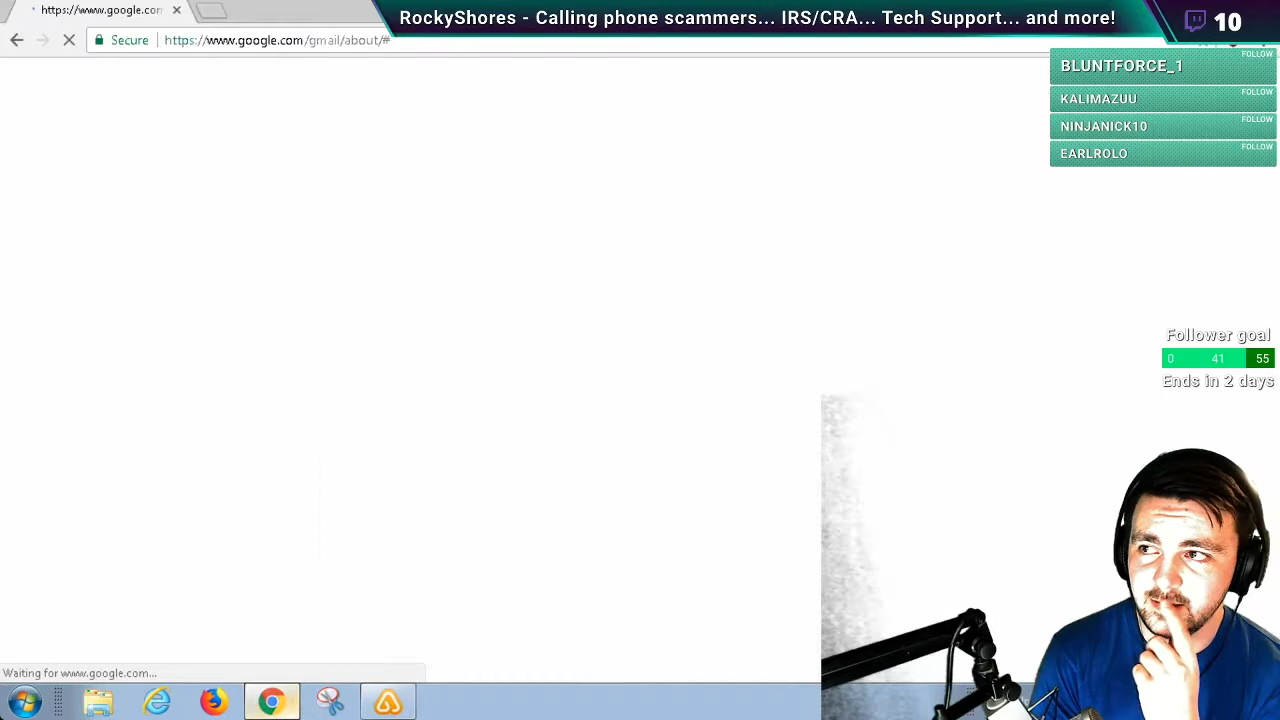 https://www.google.con
RockyShores - Calling phone scammers... IRS/CRA... Tech Support... and more!
10
Secure
https://www.google.com/gmail/about/#
BLUNTFORCE_1
FOLLOW
KALIMAZUU
FOLLOW
NINJANICK10
FOLLOW
EARLROLO
FOLLOW
Follower goal
0 41 55
Ends in 2 days
Waiting for www.google.com...